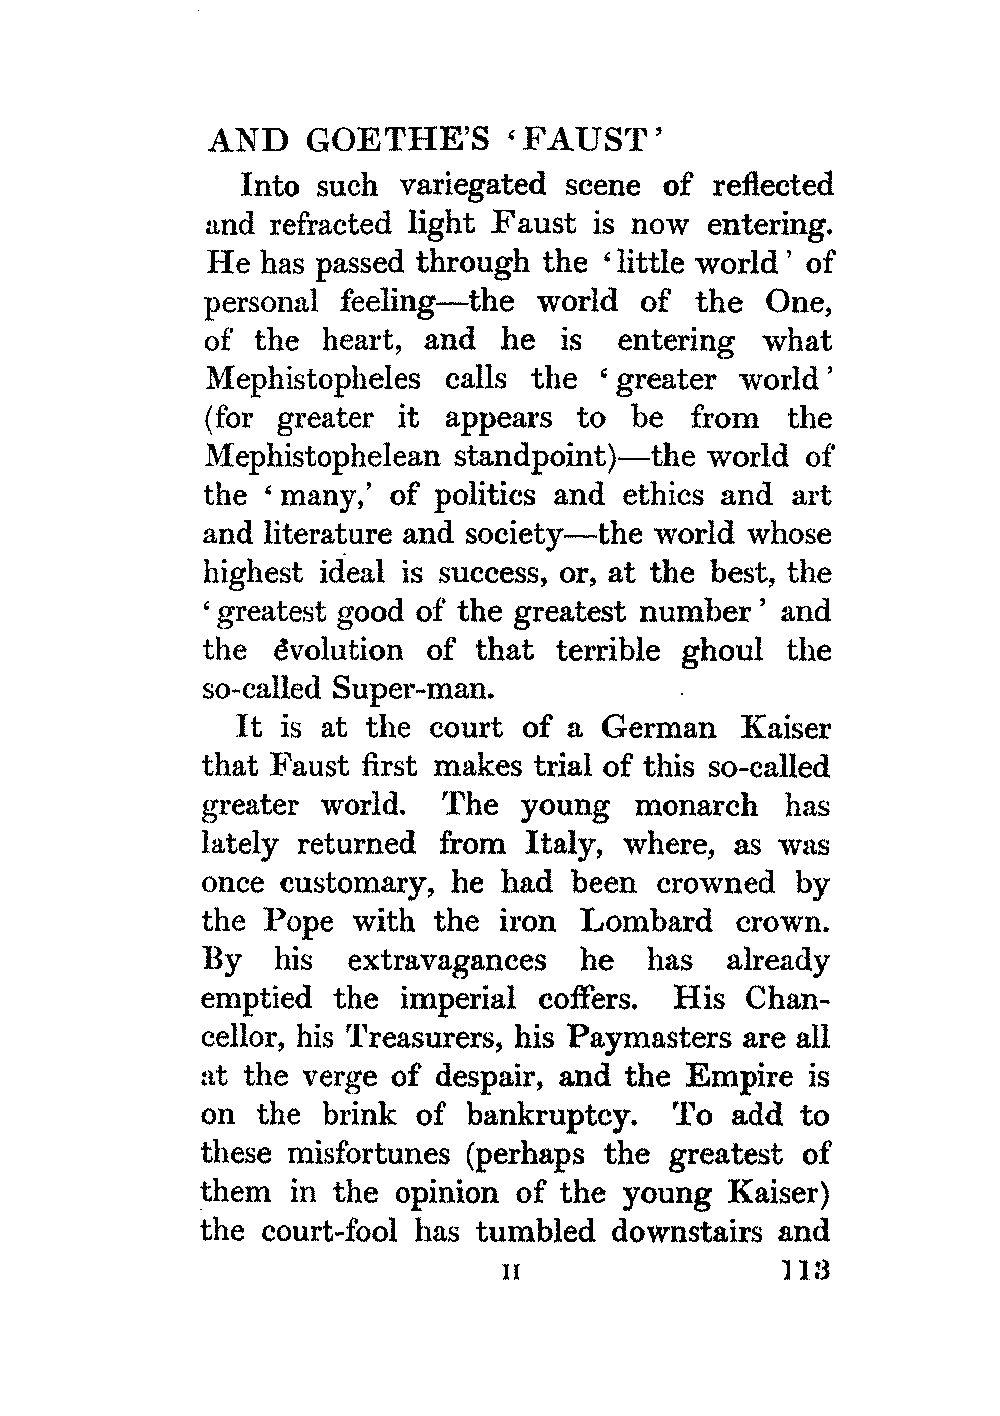 AND GOETHE'S ‘FAUST’
Into such variegated scene of reflected
and refracted light Faust is now entering.
He has passed through the ‘little world’ of
personal feeling—the world of the One,
of the heart, and he is entering what
Mephistopheles calls the ‘greater world’
(for greater it appears to be from the
Mephistophelean standpoint)—the world of
the ‘many,’ of politics and ethics and art
and literature and society—the world whose
highest ideal is success, or, at the best, the
‘greatest good of the greatest number’ and
the évolution of that terrible ghoul the
so-called Super-man.
It is at the court of a German Kaiser
that Faust first makes trial of this so-called
greater world. The young monarch has
lately returned from Italy, where, as was
once customary, he had been crowned by
the Pope with the iron Lombard crown.
By his extravagances he has already
emptied the imperial coffers. His Chan-
cellor, his Treasurers, his Paymasters are all
at the verge of despair, and the Empire is
on the brink of bankruptcy. To add to
these misfortunes (perhaps the greatest of
them in the opinion of the young Kaiser)
the court-fool has tumbled downstairs and
II 113